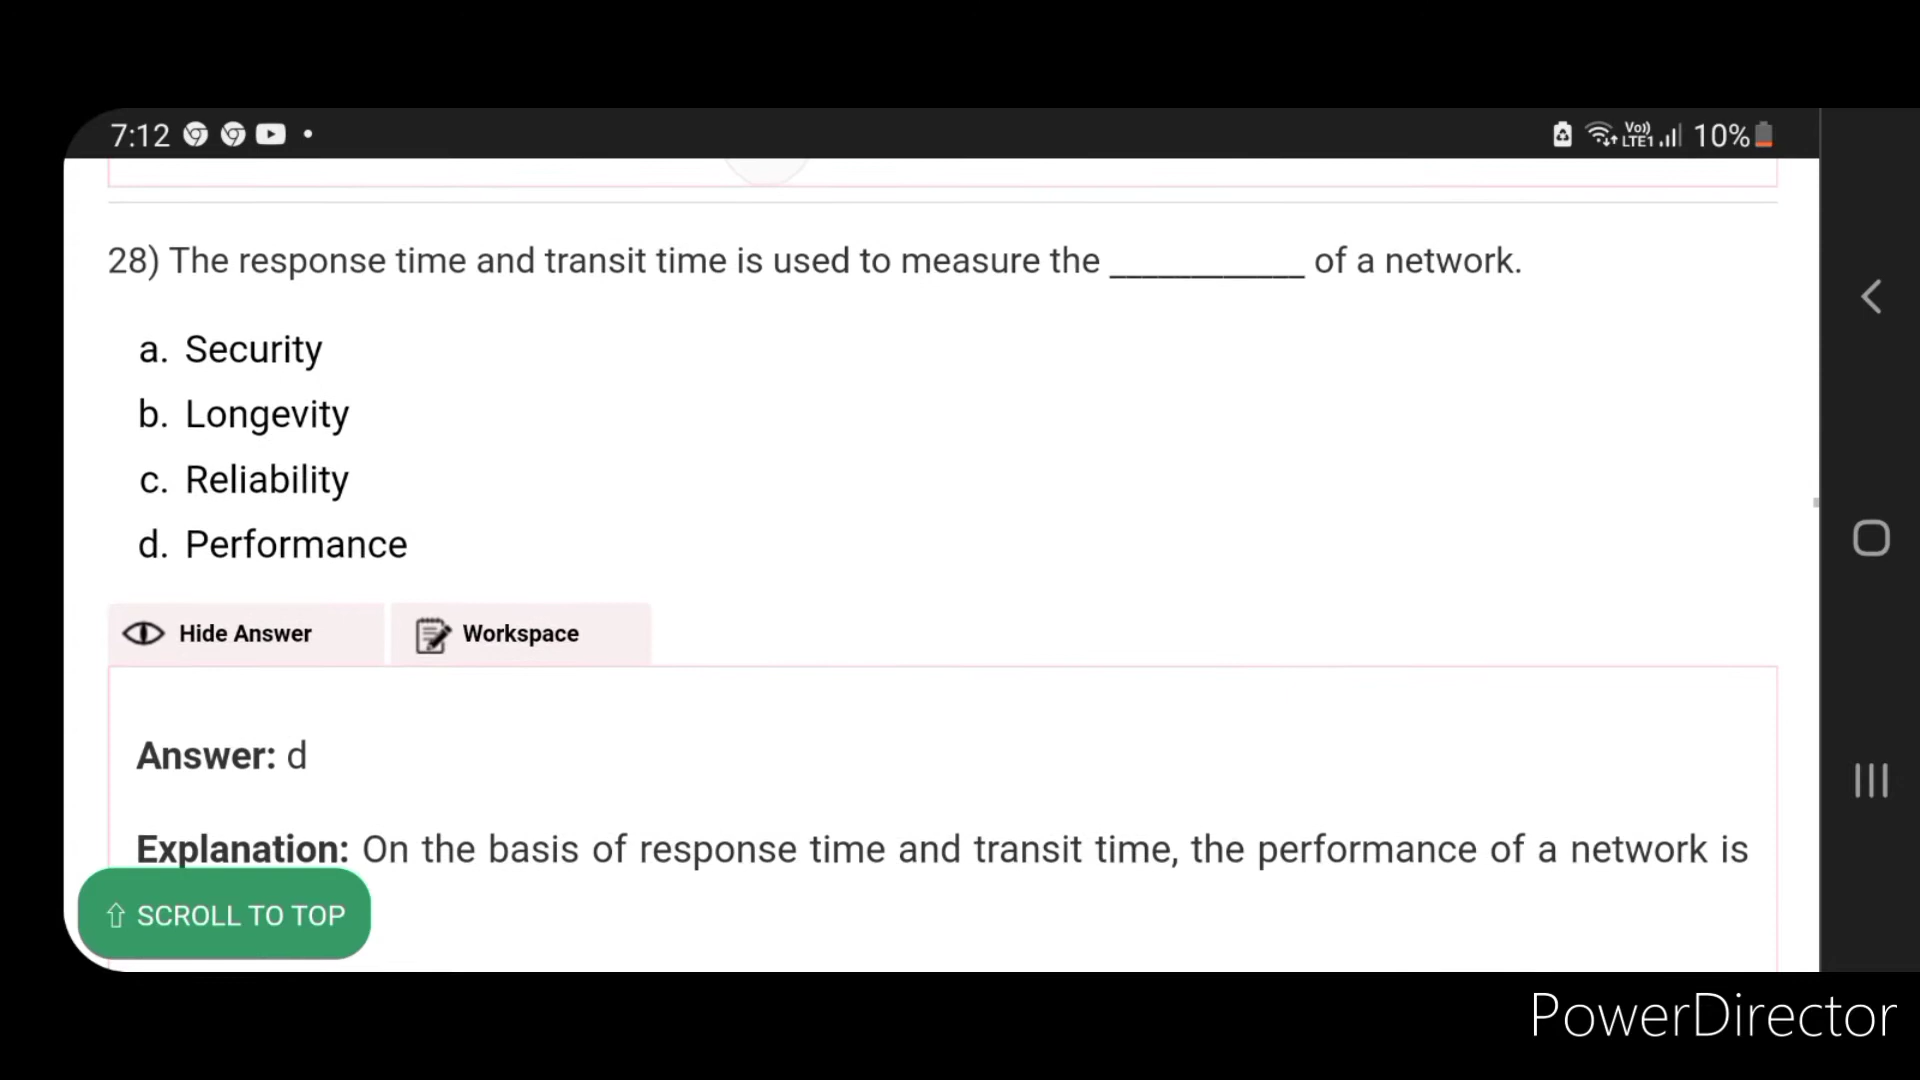 7:12 Vo)) LTE1 10%
28) The response time and transit time is used to measure the __________ of a network.
a. Security
b. Longevity
c. Reliability
d. Performance
Hide Answer Workspace
Answer: d
Explanation: On the basis of response time and transit time, the performance of a network is
⇧ SCROLL TO TOP
PowerDirector